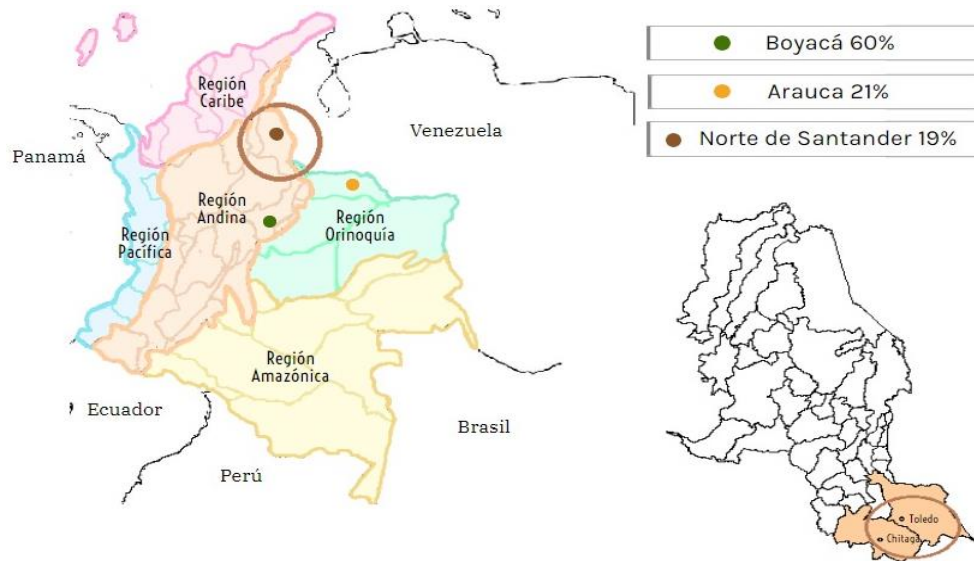 Boyacá 60%
Arauca 21%
Norte de Santander 19%
Región
Caribe
Venezuela
Panamá
Región
Andina
Región
Orinoquía
Región
Pacífica
Región
Amazónica
Ecuador
Brasil
Perú
Toledo
Chitagá